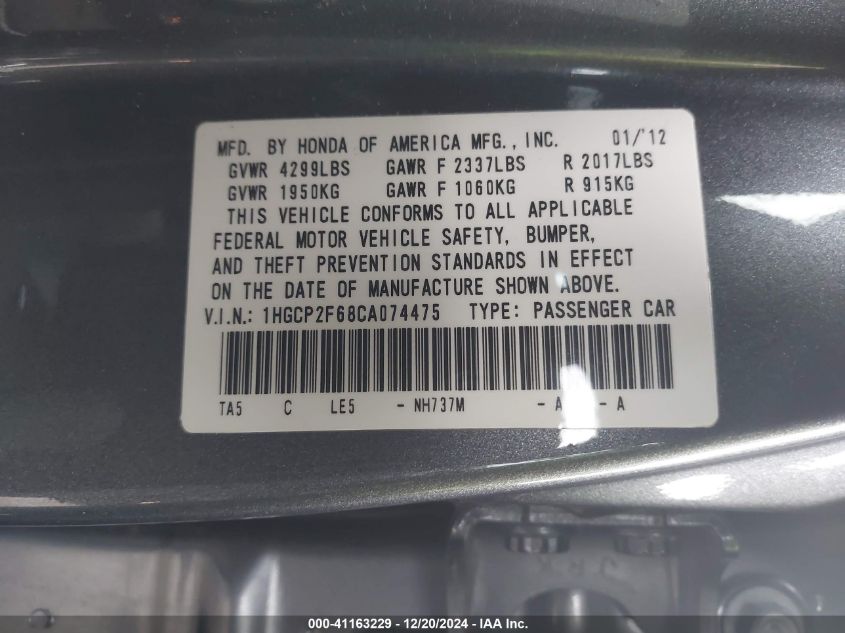 MFD. BY HONDA OF AMERICA MFG., INC. 01/'12
GVWR 4299LBS GAWR F 2337LBS R 2017LBS
GVWR 1950KG GAWR F 1060KG R 915KG
THIS VEHICLE CONFORMS TO ALL APPLICABLE
FEDERAL MOTOR VEHICLE SAFETY, BUMPER,
AND THEFT PREVENTION STANDARDS IN EFFECT
ON THE DATE OF MANUFACTURE SHOWN ABOVE.
V.I.N.: 1HGCP2F68CA074475 TYPE: PASSENGER CAR
TA5 C LE5 - NH737M - A - A
000-41163229 - 12/20/2024 - IAA Inc.